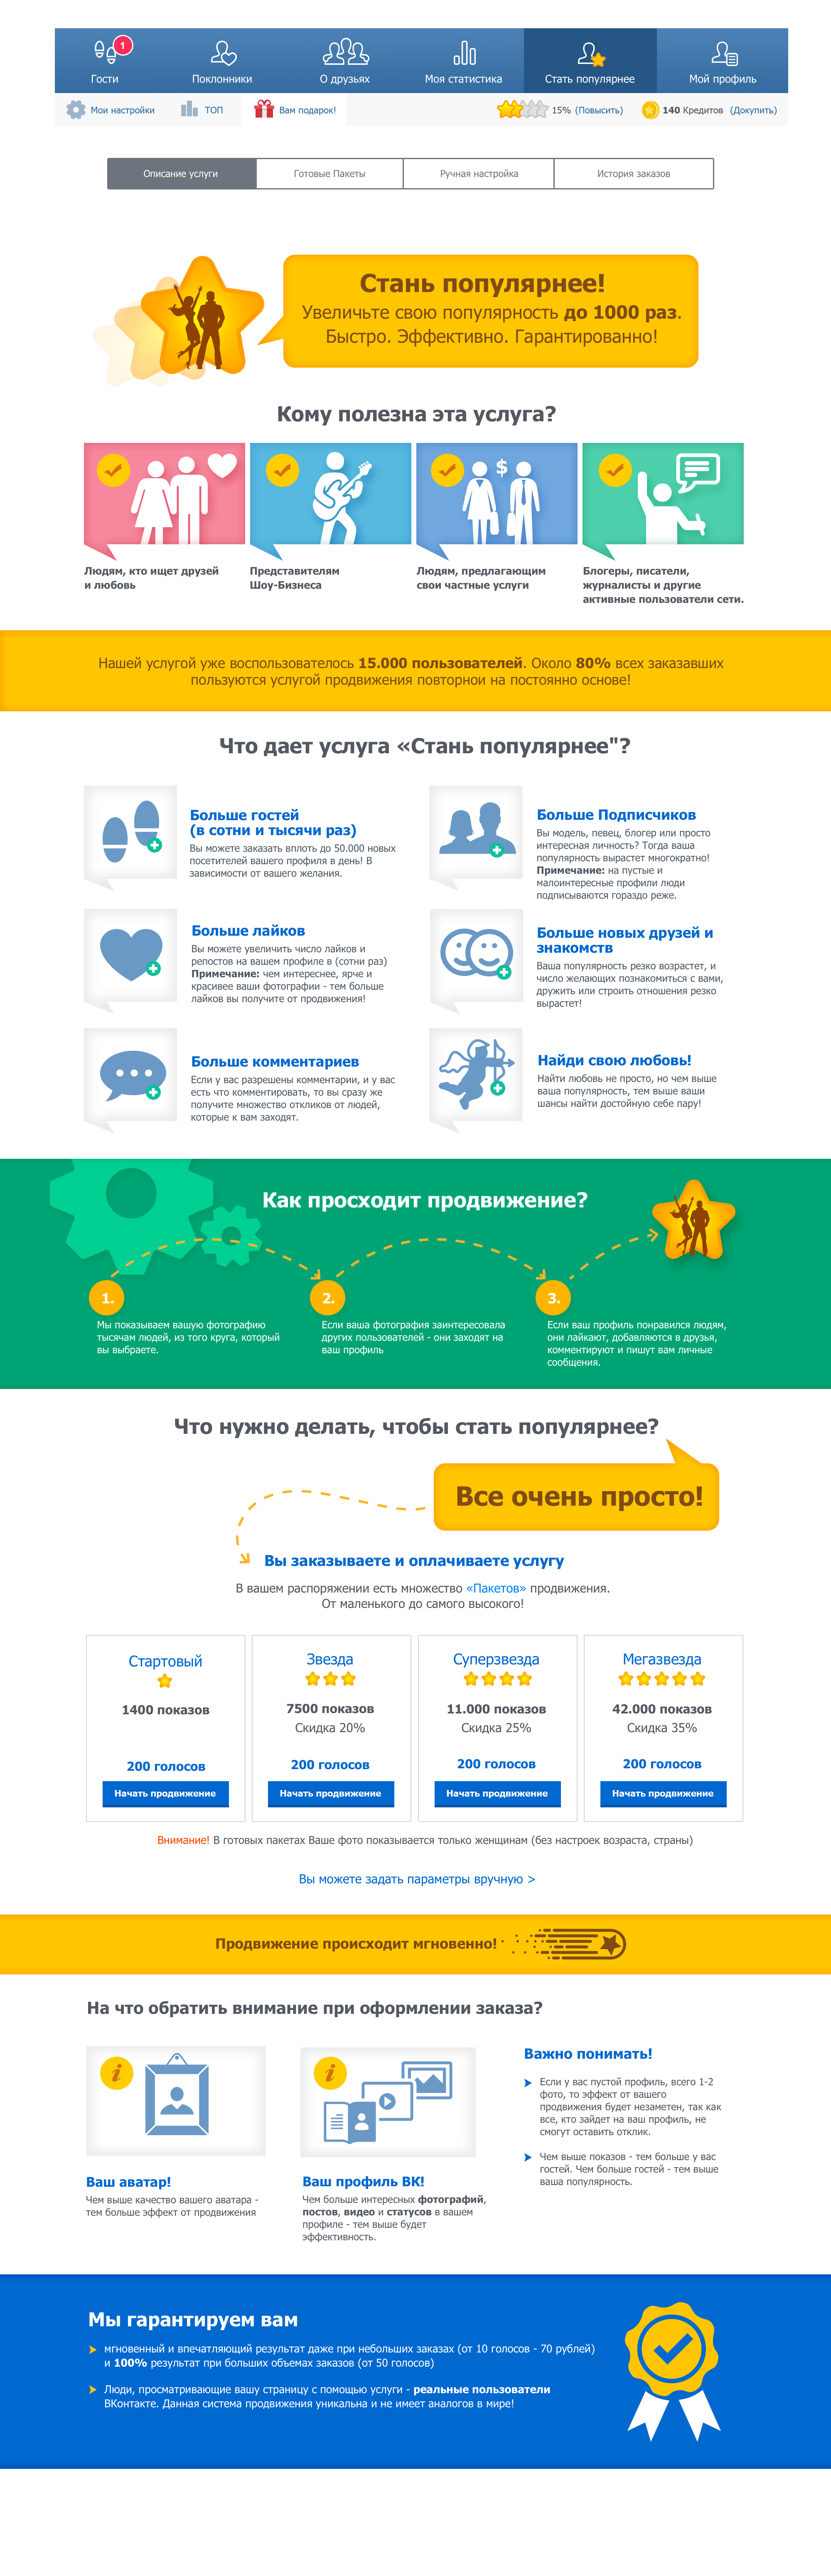 1
Гости
Поклонники
О друзьях
Моя статистика
Стать популярнее
Мой профиль
Мои настройки
ТОП
Вам подарок!
15% (Повысить)
140 Кредитов (Докупить)
Описание услуги
Готовые Пакеты
Ручная настройка
История заказов
Стань популярнее!
Увеличьте свою популярность до 1000 раз.
Быстро. Эффективно. Гарантированно!
Кому полезна эта услуга?
$
Людям, кто ищет друзей
и любовь
Представителям
Шоу-Бизнеса
Людям, предлагающим
свои частные услуги
Блогеры, писатели,
журналисты и другие
активные пользователи сети.
Нашей услугой уже воспользователось 15.000 пользователей. Около 80% всех заказавших
пользуются услугой продвижения повторнои на постоянно основе!
Что дает услуга «Стань популярнее"?
Больше гостей
(в сотни и тысячи раз)
Вы можете заказать вплоть до 50.000 новых
посетителей вашего профиля в день! В
зависимости от вашего желания.
Больше Подписчиков
Вы модель, певец, блогер или просто
интересная личность? Тогда ваша
популярность вырастет многократно!
Примечание: на пустые и
малоинтересные профили люди
подписываются гораздо реже.
Больше лайков
Вы можете увеличить число лайков и
репостов на вашем профиле в (сотни раз)
Примечание: чем интереснее, ярче и
красивее ваши фотографии - тем больше
лайков вы получите от продвижения!
Больше новых друзей и
знакомств
Ваша популярность резко возрастет, и
число желающих познакомиться с вами,
дружить или строить отношения резко
вырастет!
Больше комментариев
Если у вас разрешены комментарии, и у вас
есть что комментировать, то вы сразу же
получите множество откликов от людей,
которые к вам заходят.
Найди свою любовь!
Найти любовь не просто, но чем выше
ваша популярность, тем выше ваши
шансы найти достойную себе пару!
Как просходит продвижение?
1.
2.
3.
Мы показываем вашую фотографию
тысячам людей, из того круга, который
вы выбраете.
Если ваша фотография заинтересовала
других пользователей - они заходят на
ваш профиль
Если ваш профиль понравился людям,
они лайкают, добавляются в друзья,
комментируют и пишут вам личные
сообщения.
Что нужно делать, чтобы стать популярнее?
Все очень просто!
Вы заказываете и оплачиваете услугу
В вашем распоряжении есть множество «Пакетов» продвижения.
От маленького до самого высокого!
Стартовый
1400 показов
200 голосов
Начать продвижение
Звезда
7500 показов
Скидка 20%
200 голосов
Начать продвижение
Суперзвезда
11.000 показов
Скидка 25%
200 голосов
Начать продвижение
Мегазвезда
42.000 показов
Скидка 35%
200 голосов
Начать продвижение
Внимание! В готовых пакетах Ваше фото показывается только женщинам (без настроек возраста, страны)
Вы можете задать параметры вручную >
Продвижение происходит мгновенно!
На что обратить внимание при оформлении заказа?
i
Ваш аватар!
Чем выше качество вашего аватара -
тем больше эффект от продвижения
i
Ваш профиль ВК!
Чем больше интересных фотографий,
постов, видео и статусов в вашем
профиле - тем выше будет
эффективность.
Важно понимать!
Если у вас пустой профиль, всего 1-2
фото, то эффект от вашего
продвижения будет незаметен, так как
все, кто зайдет на ваш профиль, не
смогут оставить отклик.
Чем выше показов - тем больше у вас
гостей. Чем больше гостей - тем выше
ваша популярность.
Мы гарантируем вам
мгновенный и впечатляющий результат даже при небольших заказах (от 10 голосов - 70 рублей)
и 100% результат при больших объемах заказов (от 50 голосов)
Люди, просматривающие вашу страницу с помощью услуги - реальные пользователи
ВКонтакте. Данная система продвижения уникальна и не имеет аналогов в мире!